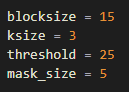 blocksize = 15
ksize = 3
threshold = 25
mask_size = 5